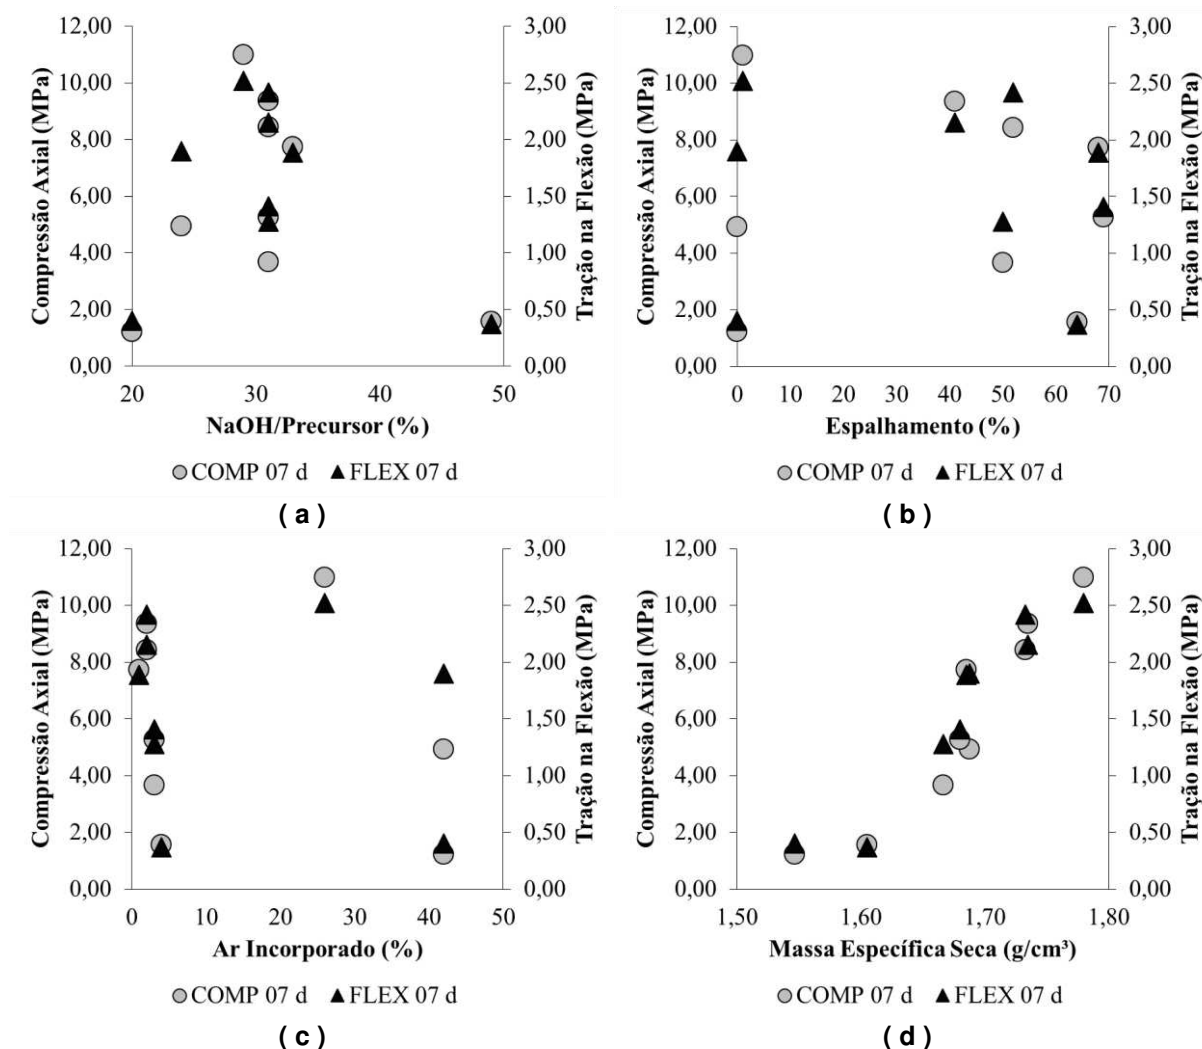 12,00
10,00
8,00
6,00
4,00
2,00
0,00
Compressão Axial (MPa)
3,00
2,50
2,00
1,50
1,00
0,50
0,00
Tração na Flexão (MPa)
20 30 40 50
NaOH/Precursor (%)
COMP 07 d FLEX 07 d
( a )
12,00
10,00
8,00
6,00
4,00
2,00
0,00
Compressão Axial (MPa)
3,00
2,50
2,00
1,50
1,00
0,50
0,00
Tração na Flexão (MPa)
0 10 20 30 40 50 60 70
Espalhamento (%)
COMP 07 d FLEX 07 d
( b )
12,00
10,00
8,00
6,00
4,00
2,00
0,00
Compressão Axial (MPa)
3,00
2,50
2,00
1,50
1,00
0,50
0,00
Tração na Flexão (MPa)
0 10 20 30 40 50
Ar Incorporado (%)
COMP 07 d FLEX 07 d
( c )
12,00
10,00
8,00
6,00
4,00
2,00
0,00
Compressão Axial (MPa)
3,00
2,50
2,00
1,50
1,00
0,50
0,00
Tração na Flexão (MPa)
1,50 1,60 1,70 1,80
Massa Específica Seca (g/cm³)
COMP 07 d FLEX 07 d
( d )